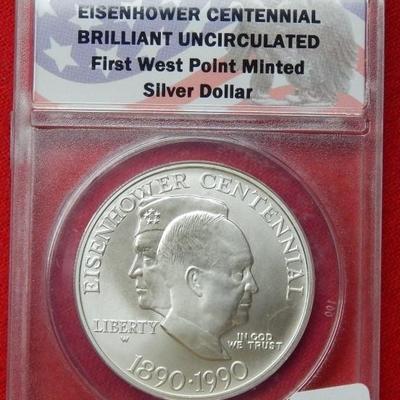 EISENHOWER CENTENNIAL
BRILLIANT UNCIRCULATED
First West Point Minted
Silver Dollar
EISENHOWER CENTENNIAL
LIBERTY
W
IN GOD
WE TRUST
1890·1990
100